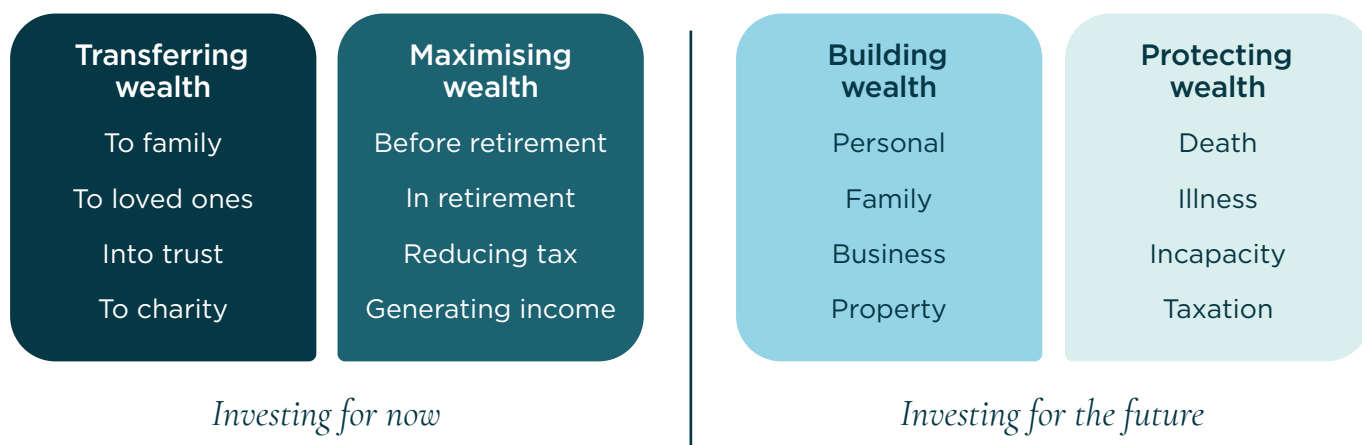 Transferring
wealth
To family
To loved ones
Into trust
To charity
Maximising
wealth
Before retirement
In retirement
Reducing tax
Generating income
Investing for now
Building
wealth
Personal
Family
Business
Property
Protecting
wealth
Death
Illness
Incapacity
Taxation
Investing for the future